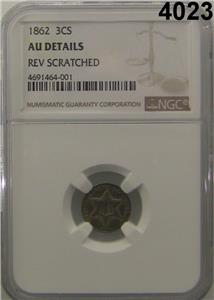 4023
1862 3CS
AU DETAILS
REV SCRATCHED
4691464-001
NUMISMATIC GUARANTY CORPORATION
NGC